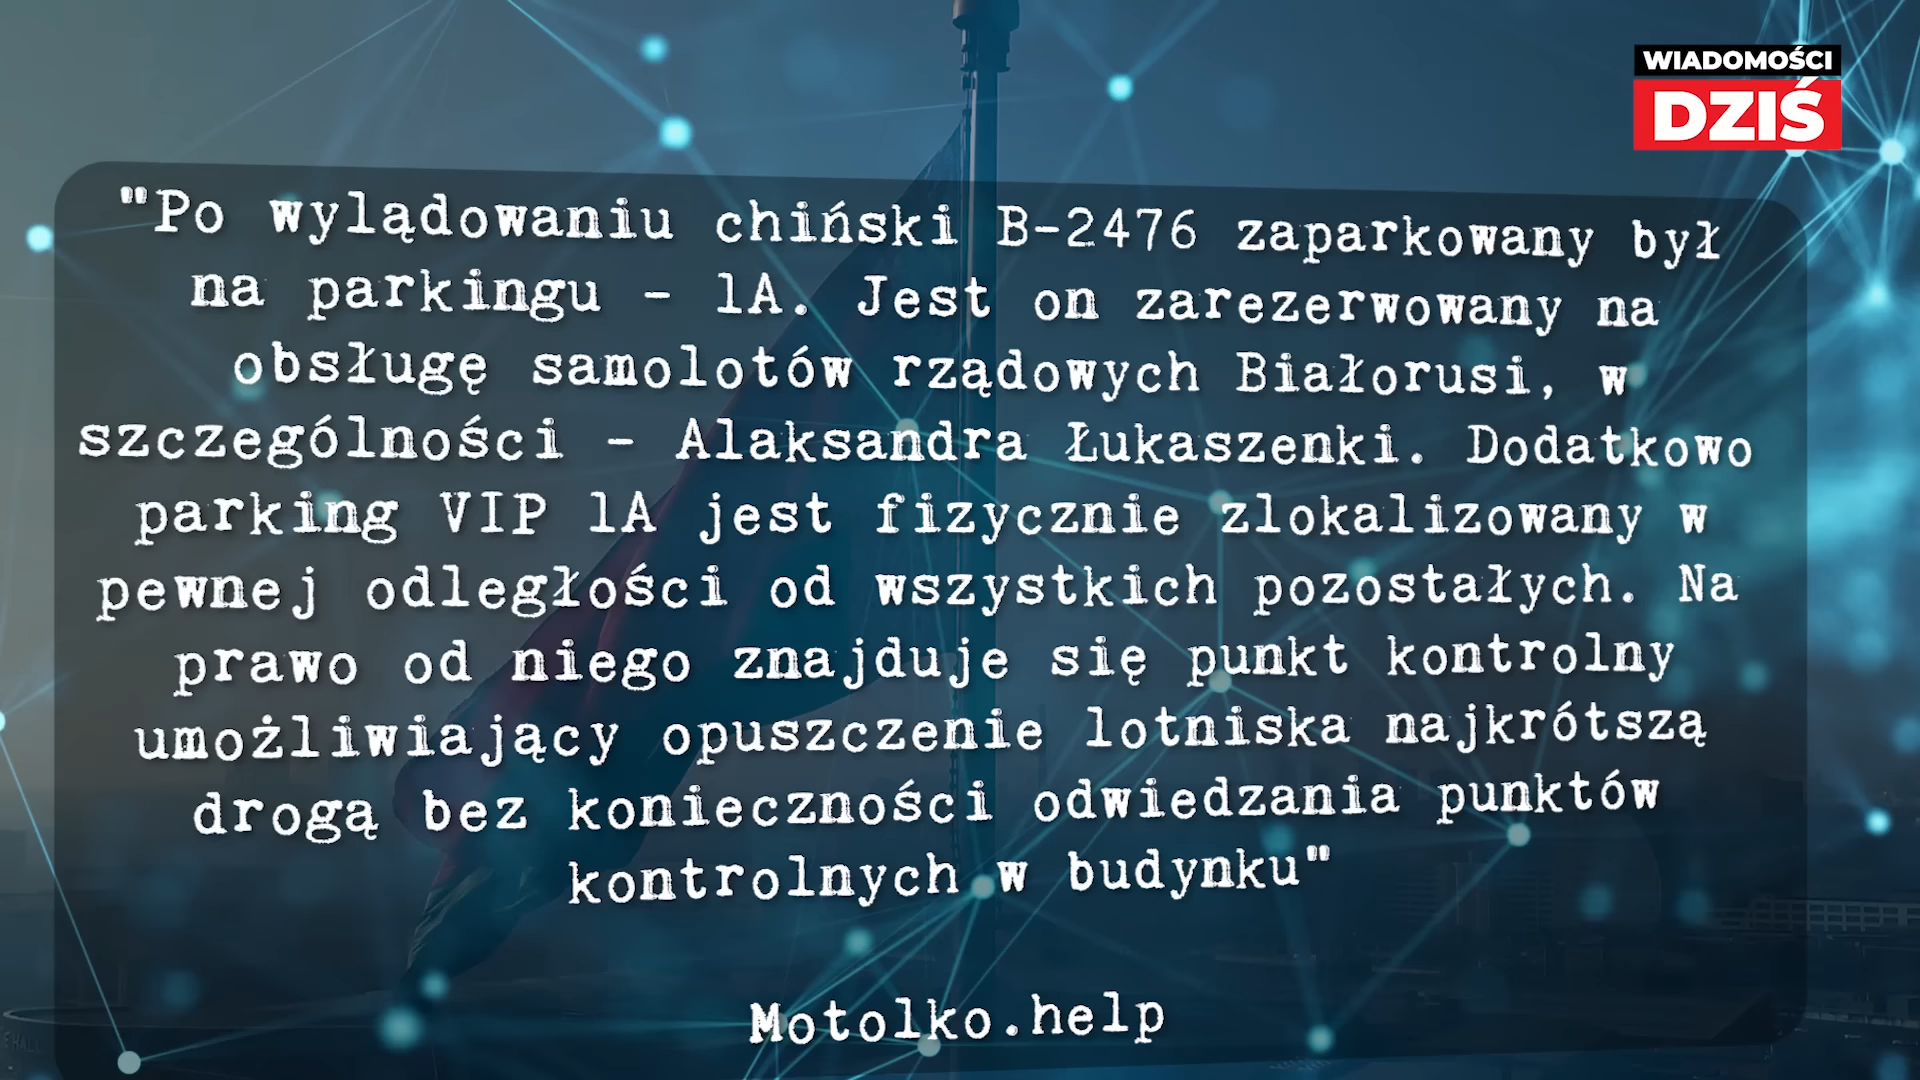 WIADOMOŚCI
DZIŚ
"Po wylądowaniu chiński B-2476 zaparkowany był
na parkingu - 1A. Jest on zarezerwowany na
obsługę samolotów rządowych Białorusi, w
szczególności - Alaksandra Łukaszenki. Dodatkowo
parking VIP 1A jest fizycznie zlokalizowany w
pewnej odległości od wszystkich pozostałych. Na
prawo od niego znajduje się punkt kontrolny
umożliwiający opuszczenie lotniska najkrótszą
drogą bez konieczności odwiedzania punktów
kontrolnych w budynku"
Motolko.help